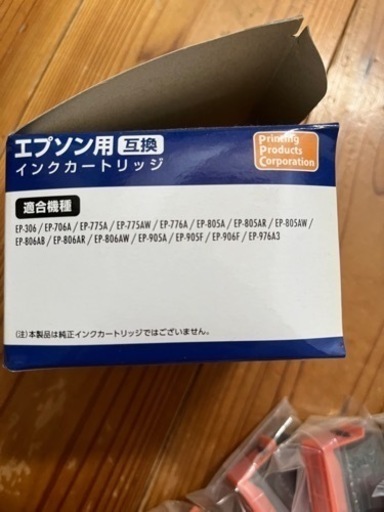 エプソン用 互換
インクカートリッジ
Printing
Products
Corporation
適合機種
EP-306 / EP-706A / EP-775A / EP-775AW / EP-776A / EP-805A / EP-805AR / EP-805AW /
EP-806AB / EP-806AR / EP-806AW / EP-905A / EP-905F / EP-906F / EP-976A3
(注)本製品は純正インクカートリッジではございません。